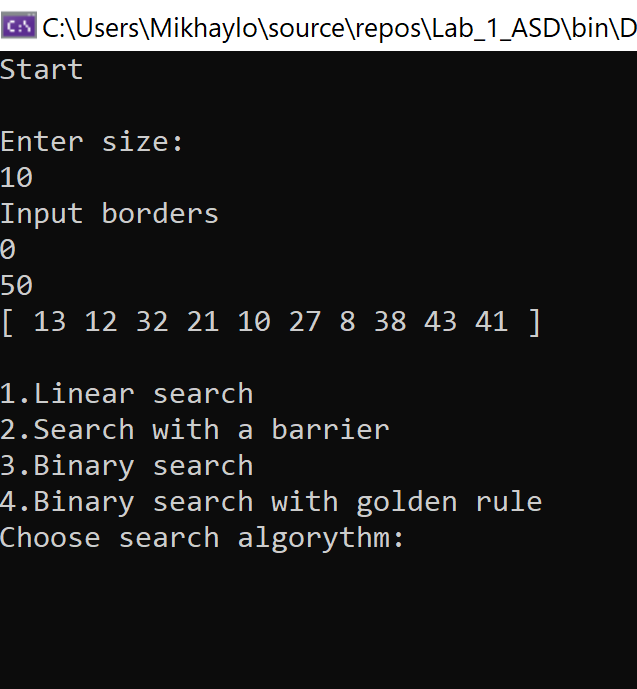 C:\Users\Mikhaylo\source\repos\Lab_1_ASD\bin\D
Start
Enter size:
10
Input borders
0
50
[ 13 12 32 21 10 27 8 38 43 41 ]
1.Linear search
2.Search with a barrier
3.Binary search
4.Binary search with golden rule
Choose search algorythm: